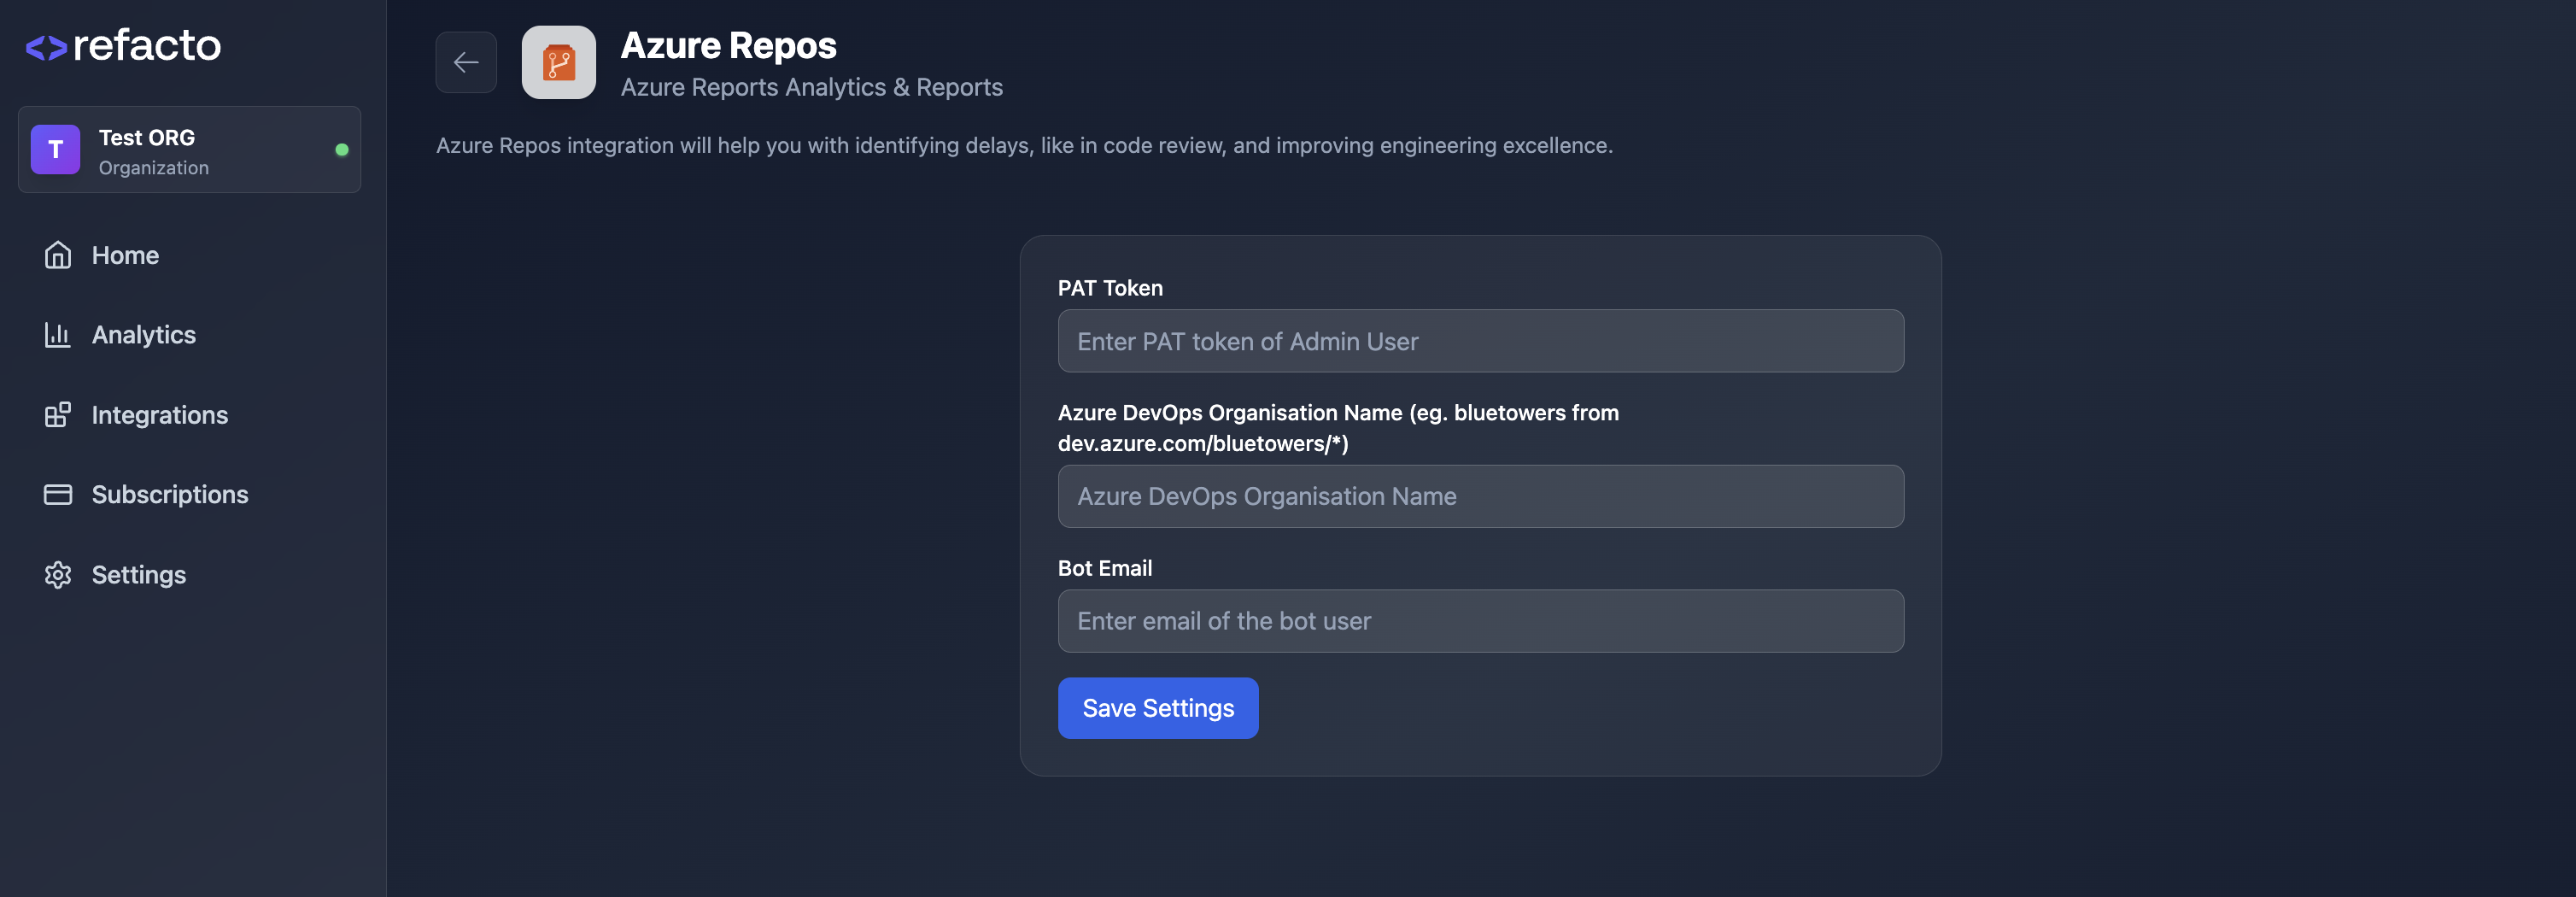 <>refacto
T
Test ORG
Organization
Home
Analytics
Integrations
Subscriptions
Settings
Azure Repos
Azure Reports Analytics & Reports
Azure Repos integration will help you with identifying delays, like in code review, and improving engineering excellence.
PAT Token
Enter PAT token of Admin User
Azure DevOps Organisation Name (eg. bluetowers from
dev.azure.com/bluetowers/*)
Azure DevOps Organisation Name
Bot Email
Enter email of the bot user
Save Settings